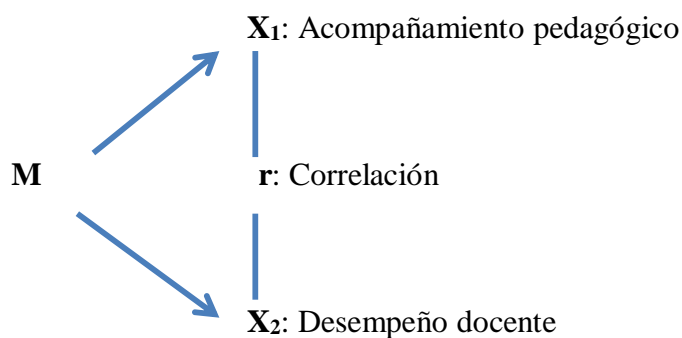 X₁: Acompañamiento pedagógico
M
r: Correlación
X₂: Desempeño docente